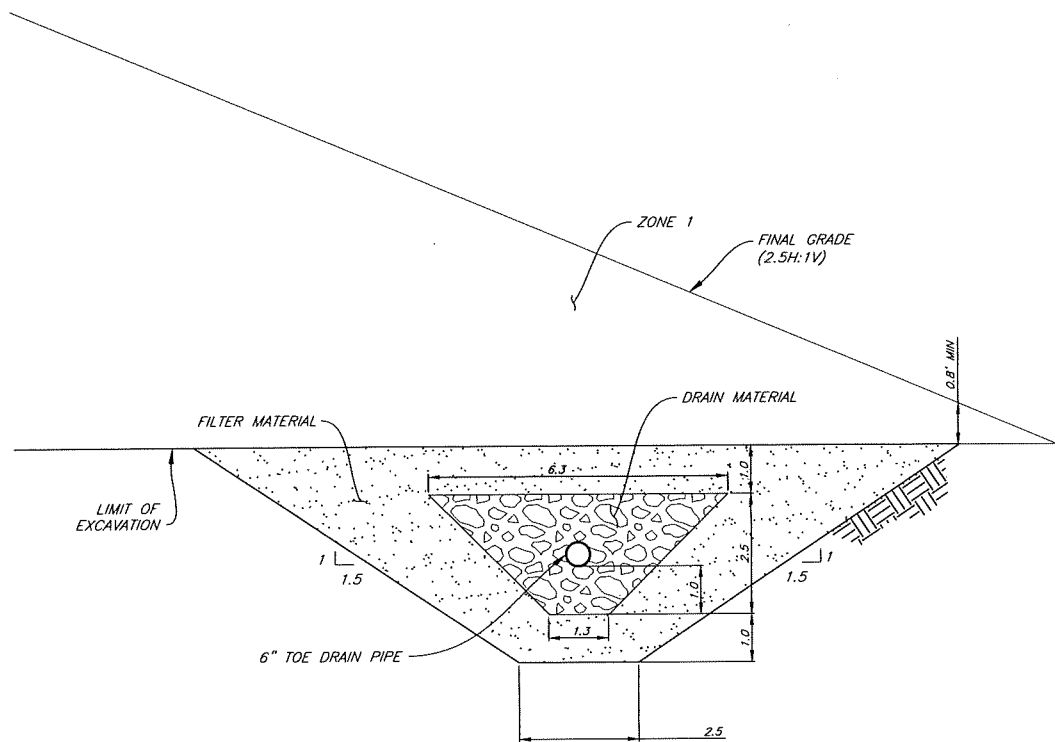 ZONE 1
FINAL GRADE
(2.5H:1V)
0.8' MIN
DRAIN MATERIAL
FILTER MATERIAL
6.3
1.0
LIMIT OF
EXCAVATION
1
1.5
1
1.5
2.5
1.0
1.3
1.0
6" TOE DRAIN PIPE
2.5